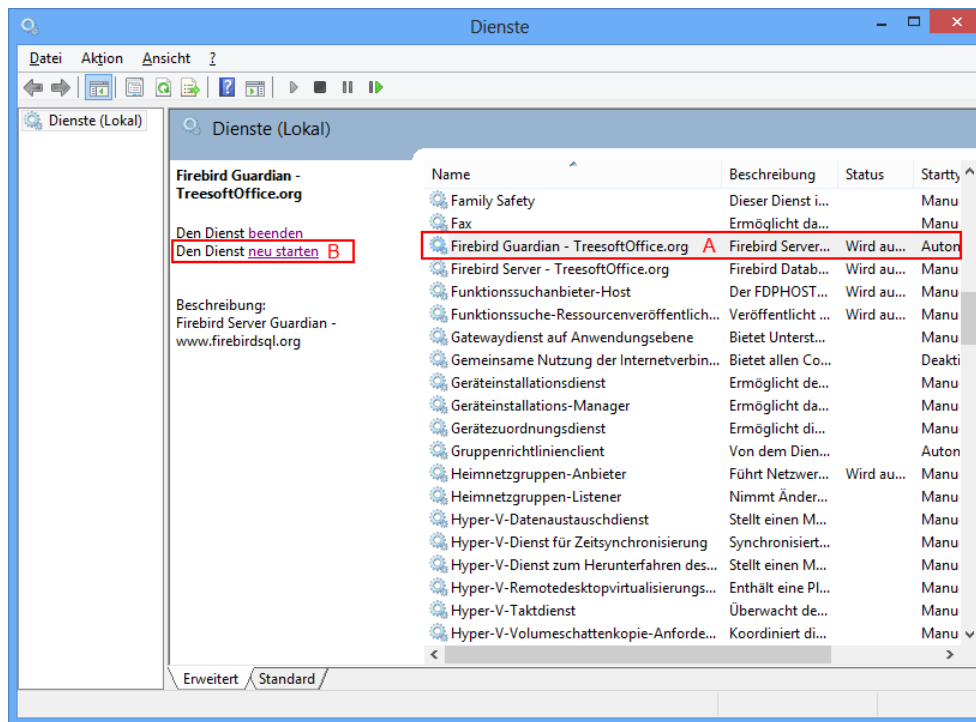 Dienste
Datei Aktion Ansicht ?
Dienste (Lokal)
Dienste (Lokal)
Firebird Guardian -
TreesoftOffice.org
Den Dienst beenden
Den Dienst neu starten B
Beschreibung:
Firebird Server Guardian -
www.firebirdsql.org
Name Beschreibung Status Startty
Family Safety Dieser Dienst i... Manu
Fax Ermöglicht da... Manu
Firebird Guardian - TreesoftOffice.org A Firebird Server... Wird au... Auton
Firebird Server - TreesoftOffice.org Firebird Datab... Wird au... Manu
Funktionssuchanbieter-Host Der FDPHOST... Wird au... Manu
Funktionssuche-Ressourcenveröffentlich... Veröffentlicht ... Wird au... Manu
Gatewaydienst auf Anwendungsebene Bietet Unterst... Manu
Gemeinsame Nutzung der Internetverbin... Bietet allen Co... Deakti
Geräteinstallationsdienst Ermöglicht de... Manu
Geräteinstallations-Manager Ermöglicht da... Manu
Gerätezuordnungsdienst Ermöglicht di... Manu
Gruppenrichtlinienclient Von dem Dien... Auton
Heimnetzgruppen-Anbieter Führt Netzwer... Wird au... Manu
Heimnetzgruppen-Listener Nimmt Änder... Manu
Hyper-V-Datenaustauschdienst Stellt einen M... Manu
Hyper-V-Dienst für Zeitsynchronisierung Synchronisiert... Manu
Hyper-V-Dienst zum Herunterfahren des... Stellt einen M... Manu
Hyper-V-Remotedesktopvirtualisierungs... Enthält eine Pl... Manu
Hyper-V-Taktdienst Überwacht de... Manu
Hyper-V-Volumeschattenkopie-Anforde... Koordiniert di... Manu
Erweitert Standard